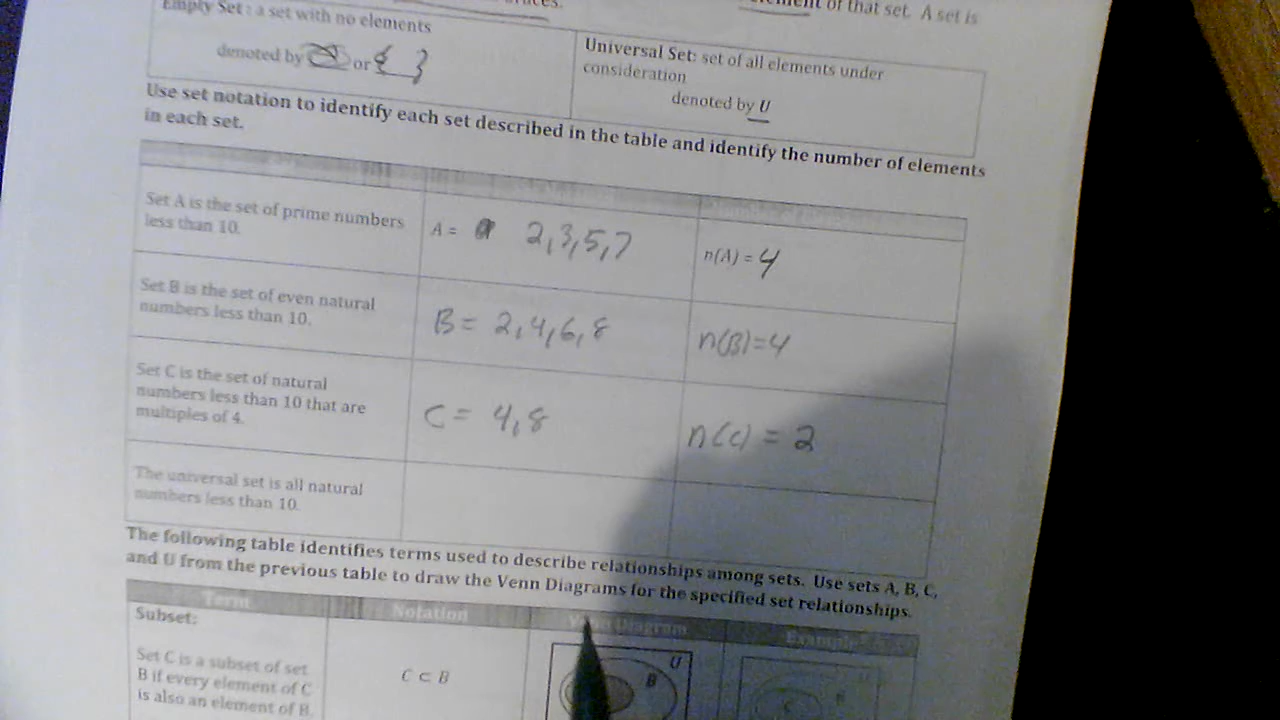 ement of that set. A set is
Empty Set : a set with no elements
denoted by ∅ or { }
Universal Set: set of all elements under
consideration
denoted by U
Use set notation to identify each set described in the table and identify the number of elements
in each set.
Set A is the set of prime numbers
less than 10.
A = 2,3,5,7
n(A) = 4
Set B is the set of even natural
numbers less than 10.
B = 2,4,6,8
n(B)=4
Set C is the set of natural
numbers less than 10 that are
multiples of 4.
C = 4,8
n(C) = 2
The universal set is all natural
numbers less than 10.
The following table identifies terms used to describe relationships among sets. Use sets A, B, C,
and U from the previous table to draw the Venn Diagrams for the specified set relationships.
Term
Notation
Diagram
Example
Subset:
Set C is a subset of set
B if every element of C
is also an element of B.
C ⊂ B
U
B